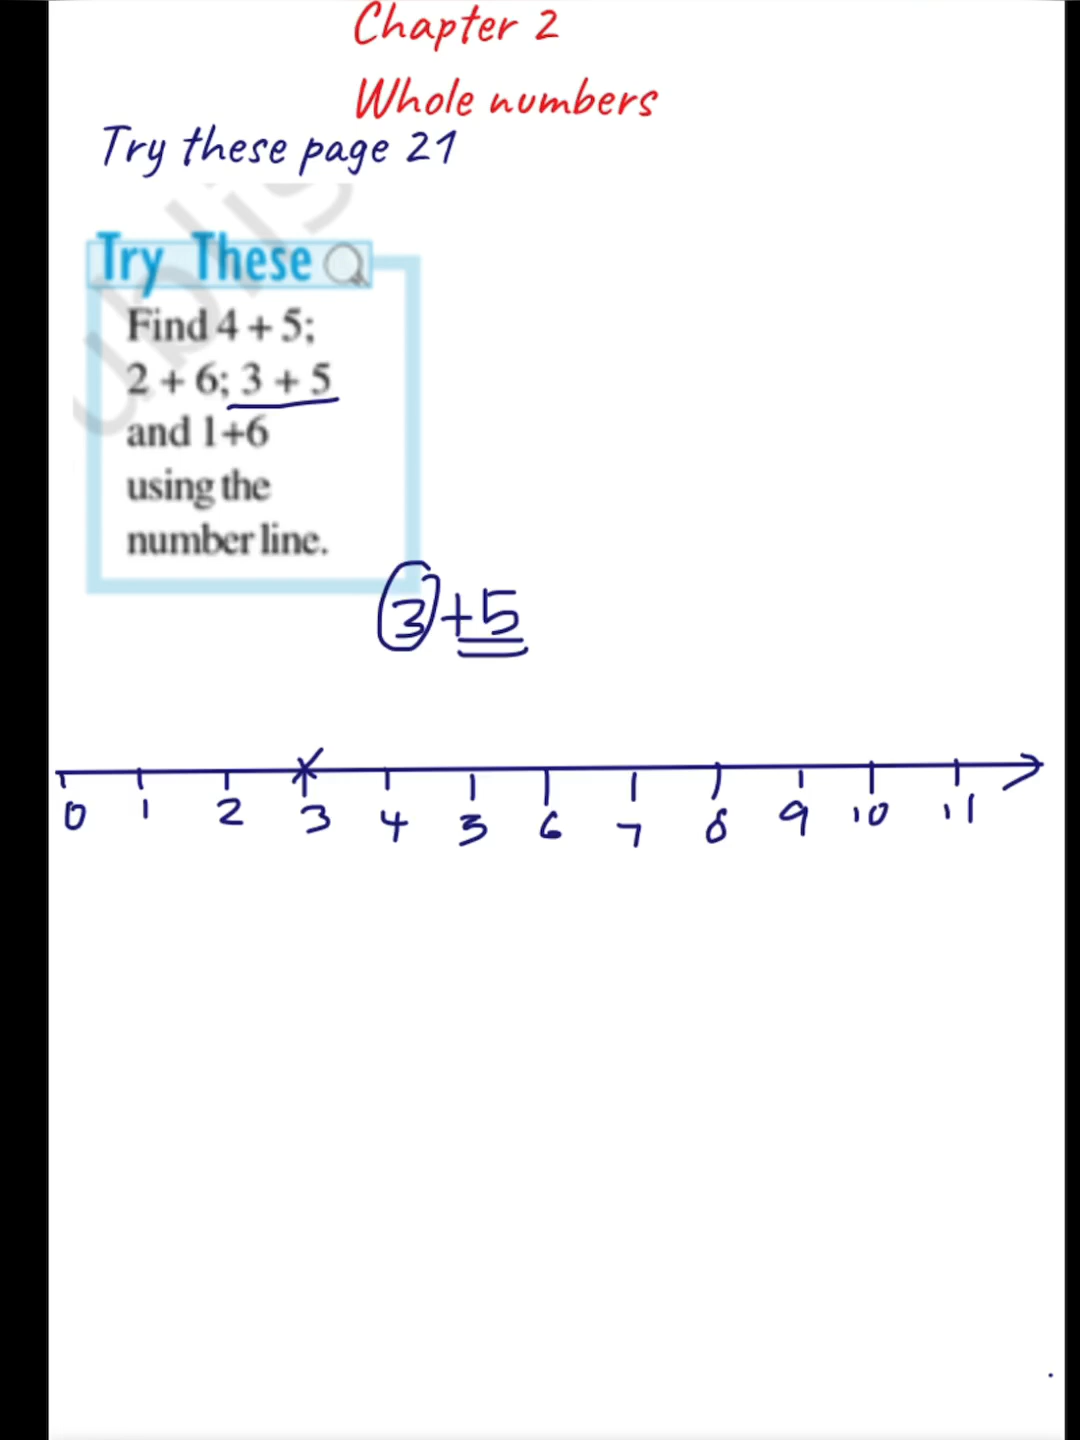 Chapter 2
Whole numbers
Try these page 21
Try These
Find 4 + 5;
2 + 6; 3 + 5
and 1+6
using the
number line.
3 +5
0 1 2 3 4 5 6 7 8 9 10 11